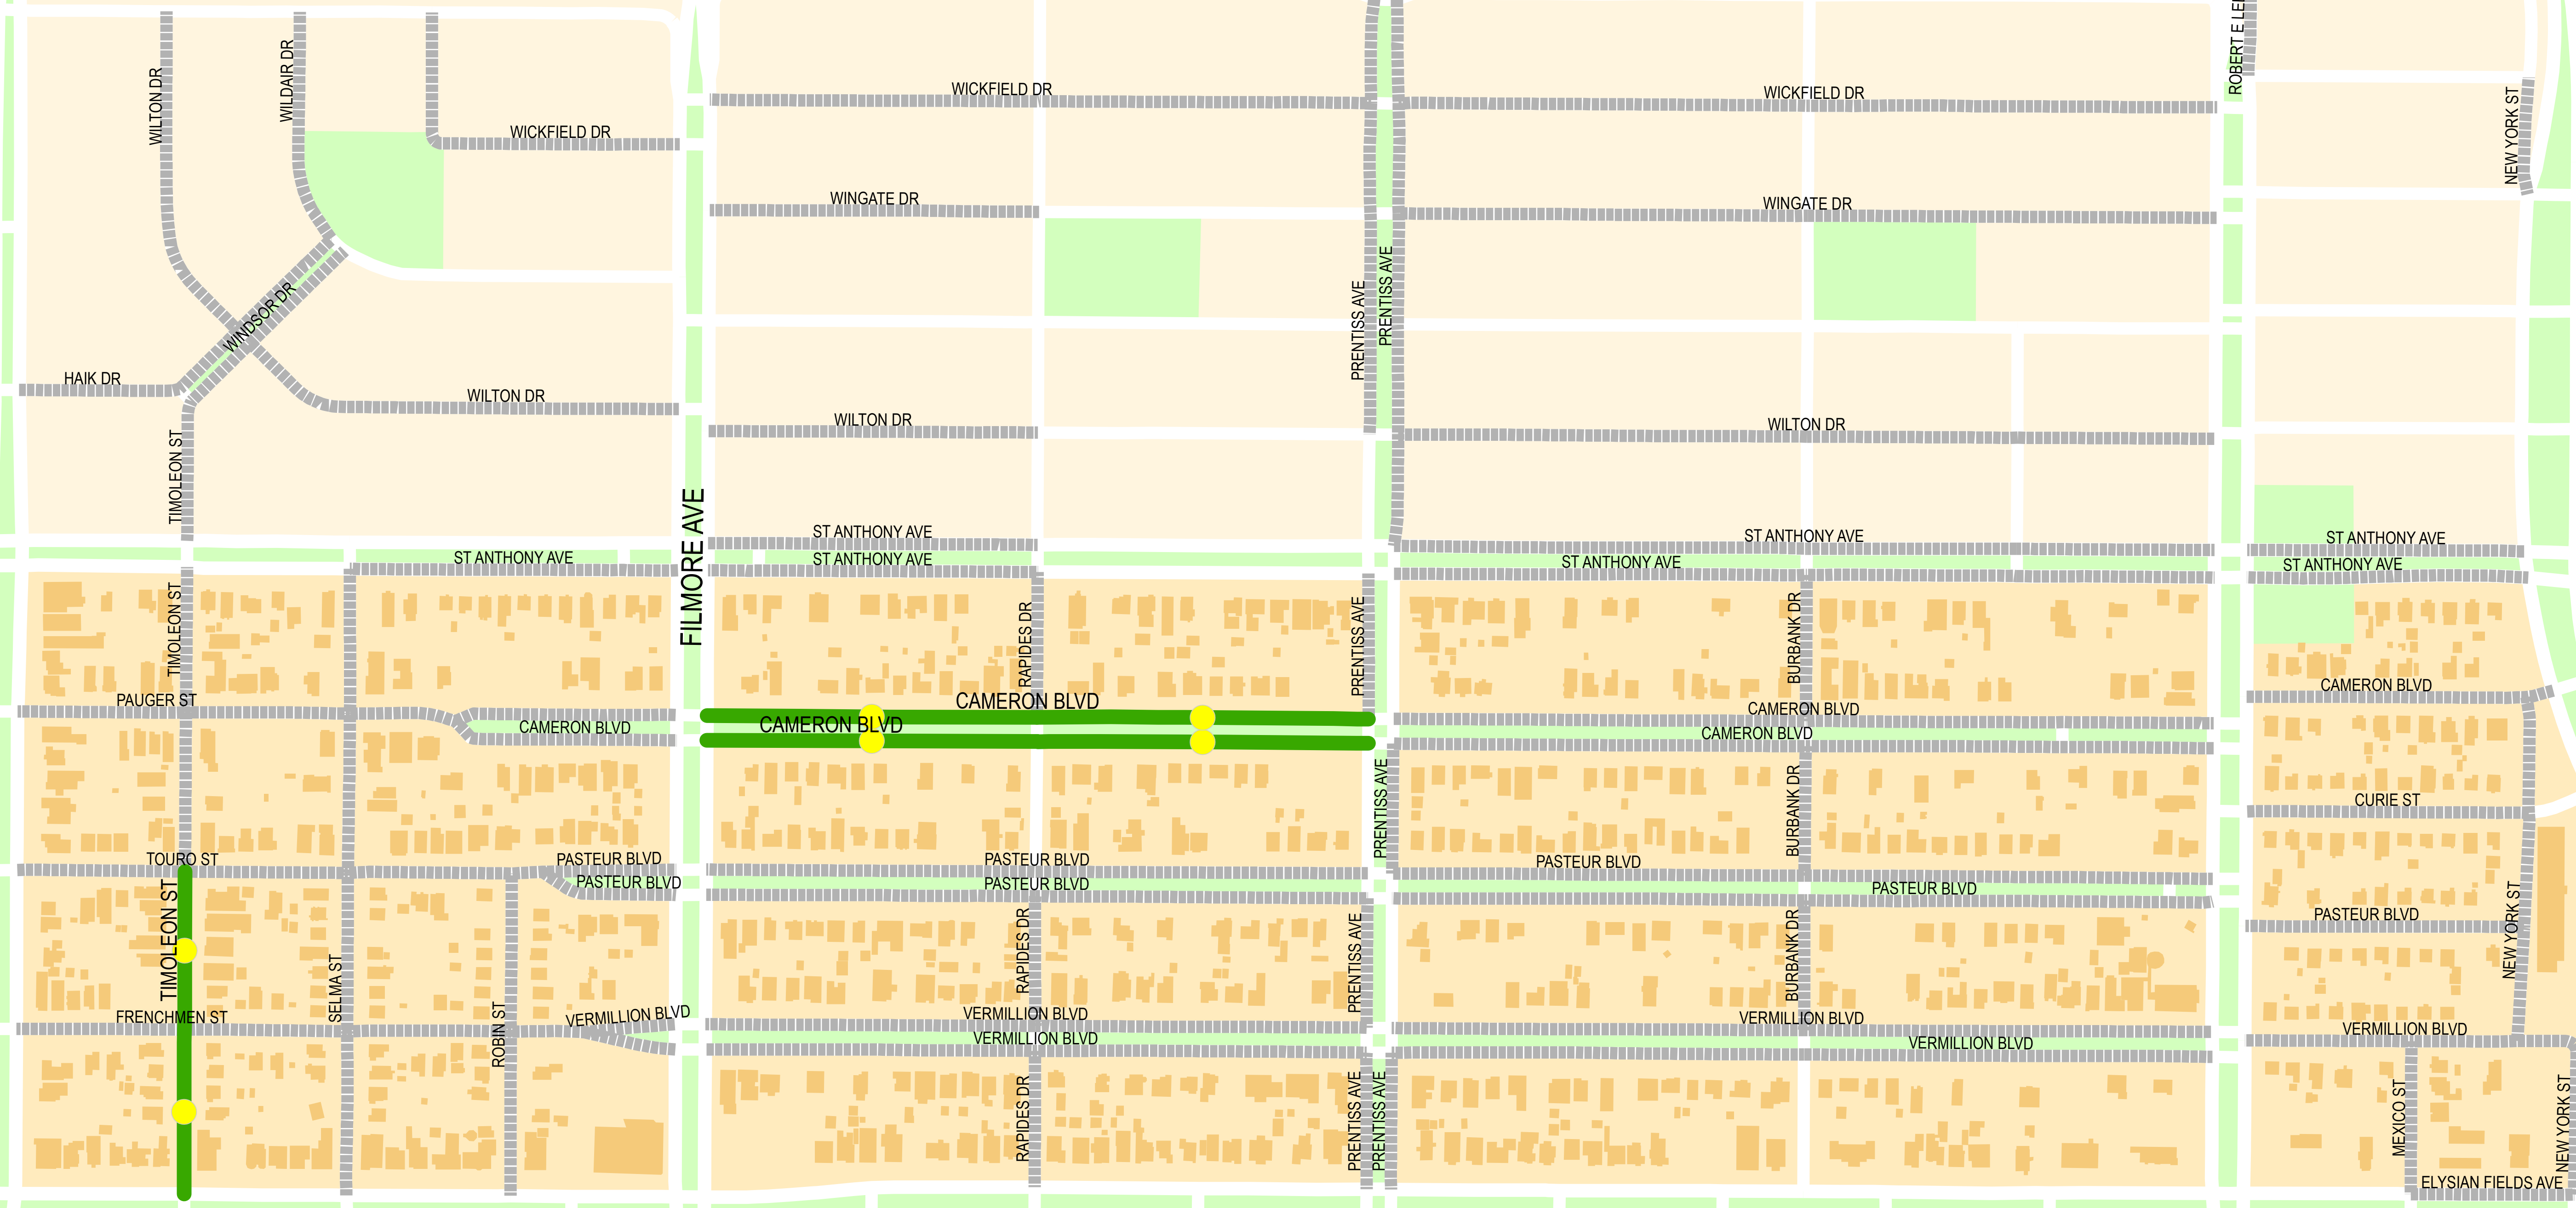 ROBERT E LEE
WILTON DR
WILDAIR DR
WICKFIELD DR
WICKFIELD DR
WICKFIELD DR
NEW YORK ST
WINGATE DR
WINGATE DR
WINDSOR DR
PRENTISS AVE
PRENTISS AVE
HAIK DR
WILTON DR
WILTON DR
WILTON DR
TIMOLEON ST
FILMORE AVE
ST ANTHONY AVE
ST ANTHONY AVE
ST ANTHONY AVE
ST ANTHONY AVE
ST ANTHONY AVE
ST ANTHONY AVE
ST ANTHONY AVE
TIMOLEON ST
RAPIDES DR
PRENTISS AVE
BURBANK DR
PAUGER ST
CAMERON BLVD
CAMERON BLVD
CAMERON BLVD
CAMERON BLVD
CAMERON BLVD
CAMERON BLVD
PRENTISS AVE
BURBANK DR
CURIE ST
TOURO ST
PASTEUR BLVD
PASTEUR BLVD
PASTEUR BLVD
PASTEUR BLVD
PASTEUR BLVD
PASTEUR BLVD
PASTEUR BLVD
TIMOLEON ST
SELMA ST
RAPIDES DR
PRENTISS AVE
BURBANK DR
NEW YORK ST
FRENCHMEN ST
ROBIN ST
VERMILLION BLVD
VERMILLION BLVD
VERMILLION BLVD
VERMILLION BLVD
VERMILLION BLVD
VERMILLION BLVD
RAPIDES DR
PRENTISS AVE
PRENTISS AVE
MEXICO ST
NEW YORK ST
ELYSIAN FIELDS AVE